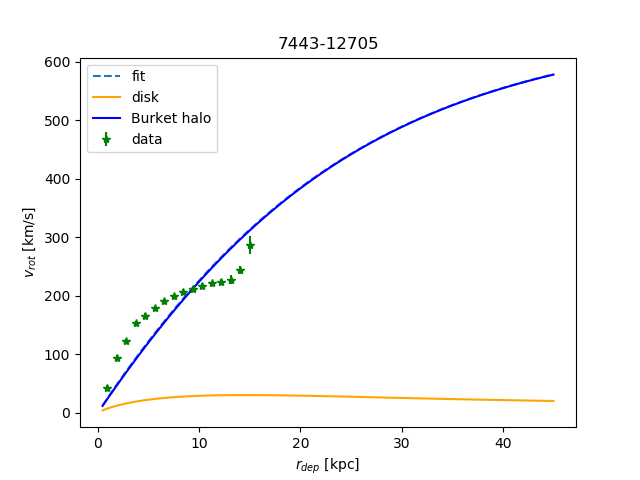 7443-12705
fit
disk
Burket halo
data
600
500
400
300
200
100
0
v_rot [km/s]
0 10 20 30 40
r_dep [kpc]